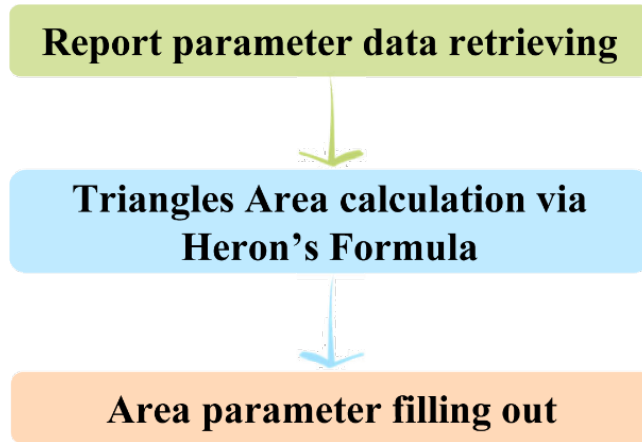 Report parameter data retrieving
Triangles Area calculation via
Heron’s Formula
Area parameter filling out